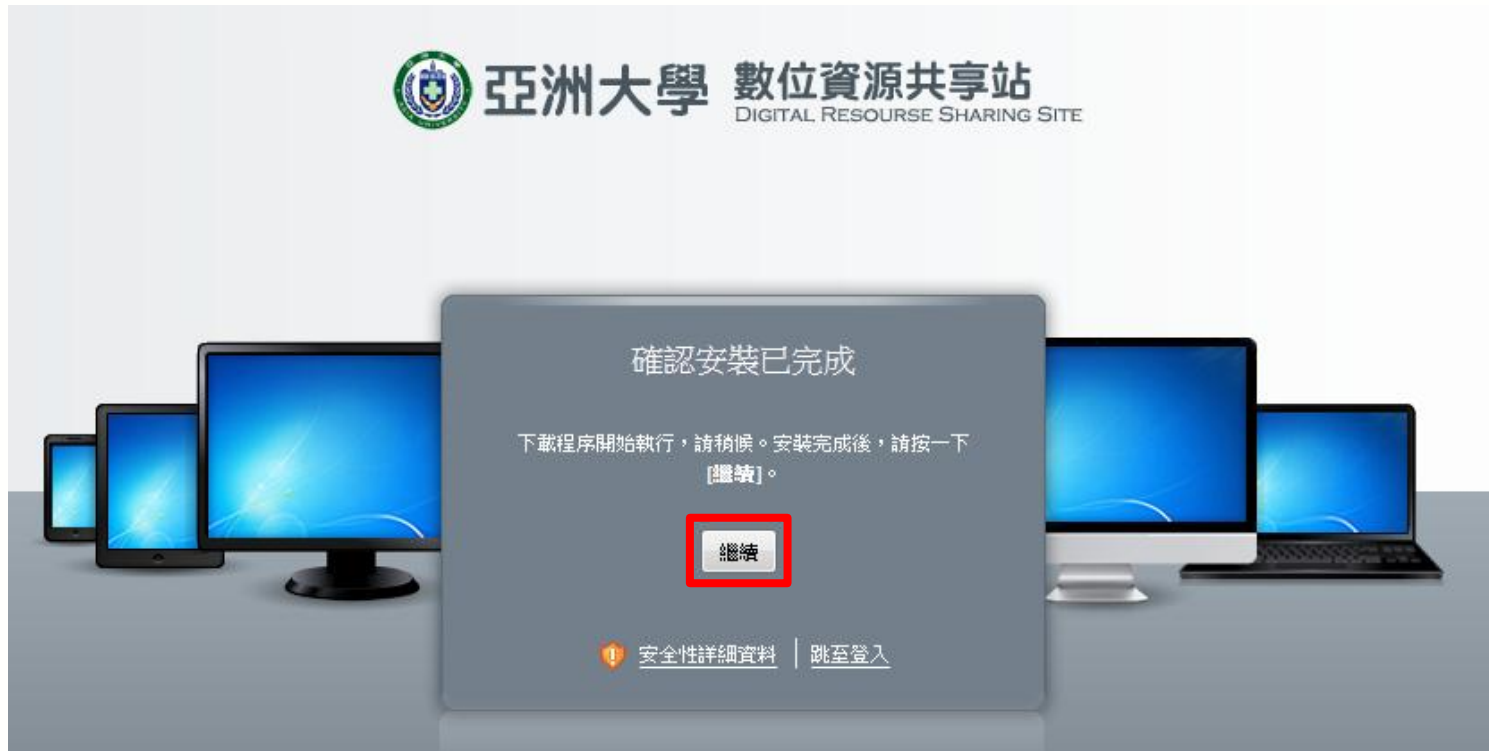 亞洲大學 數位資源共享站
DIGITAL RESOURSE SHARING SITE
確認安裝已完成
下載程序開始執行，請稍候。安裝完成後，請按一下
[繼續]。
繼續
安全性詳細資料 | 跳至登入